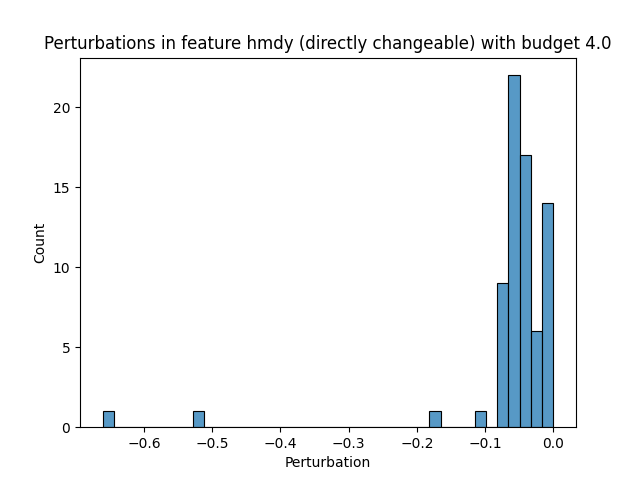 Perturbations in feature hmdy (directly changeable) with budget 4.0
20
15
10
5
0
Count
−0.6 −0.5 −0.4 −0.3 −0.2 −0.1 0.0
Perturbation